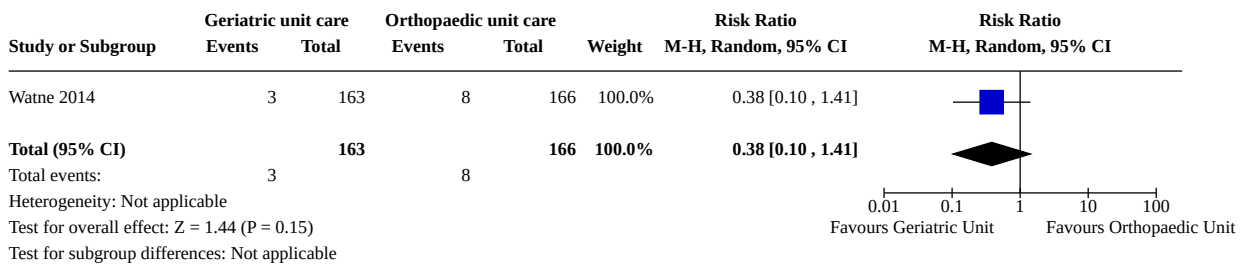 Geriatric unit care Orthopaedic unit care Risk Ratio Risk Ratio
Study or Subgroup Events Total Events Total Weight M-H, Random, 95% CI M-H, Random, 95% CI
Watne 2014 3 163 8 166 100.0% 0.38 [0.10 , 1.41]
Total (95% CI) 163 166 100.0% 0.38 [0.10 , 1.41]
Total events: 3 8
Heterogeneity: Not applicable
0.01 0.1 1 10 100
Test for overall effect: Z = 1.44 (P = 0.15) Favours Geriatric Unit Favours Orthopaedic Unit
Test for subgroup differences: Not applicable